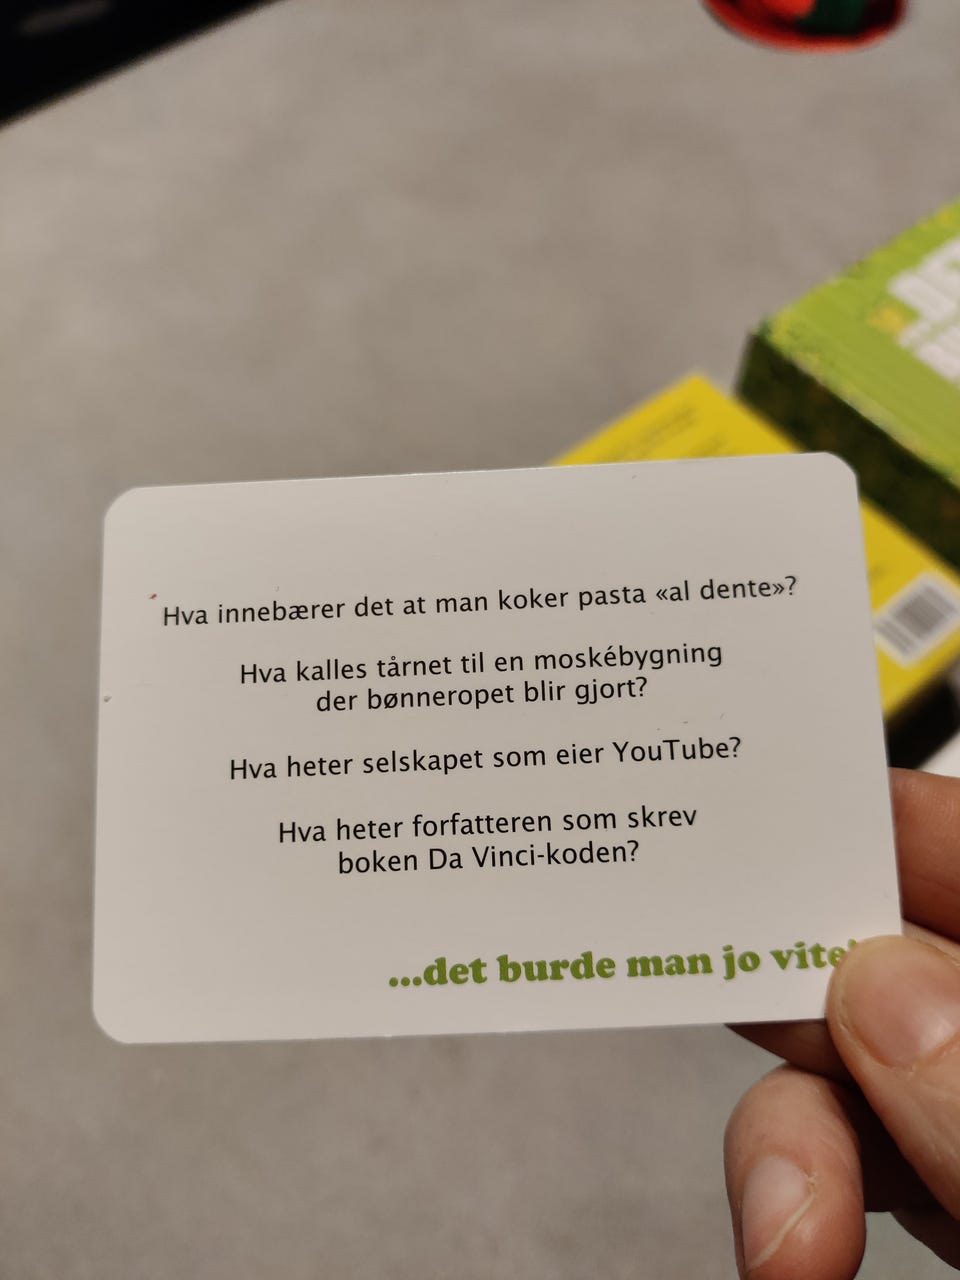 Hva innebærer det at man koker pasta «al dente»?
Hva kalles tårnet til en moskébygning
der bønneropet blir gjort?
Hva heter selskapet som eier YouTube?
Hva heter forfatteren som skrev
boken Da Vinci-koden?
...det burde man jo vite